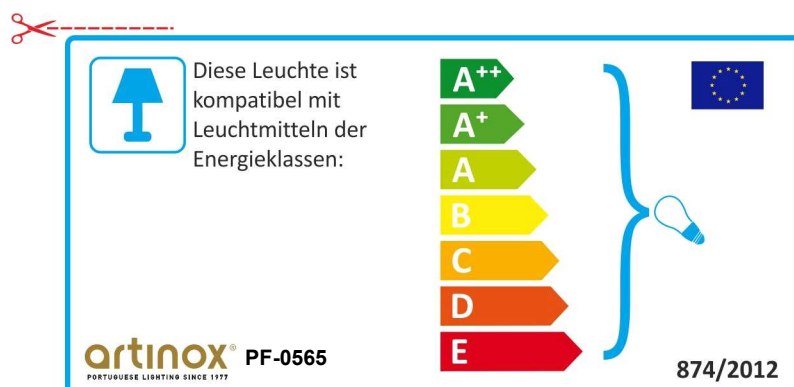 Diese Leuchte ist
kompatibel mit
Leuchtmitteln der
Energieklassen:
A++
A+
A
B
C
D
E
artinox® PF-0565
PORTUGUESE LIGHTING SINCE 1977
874/2012